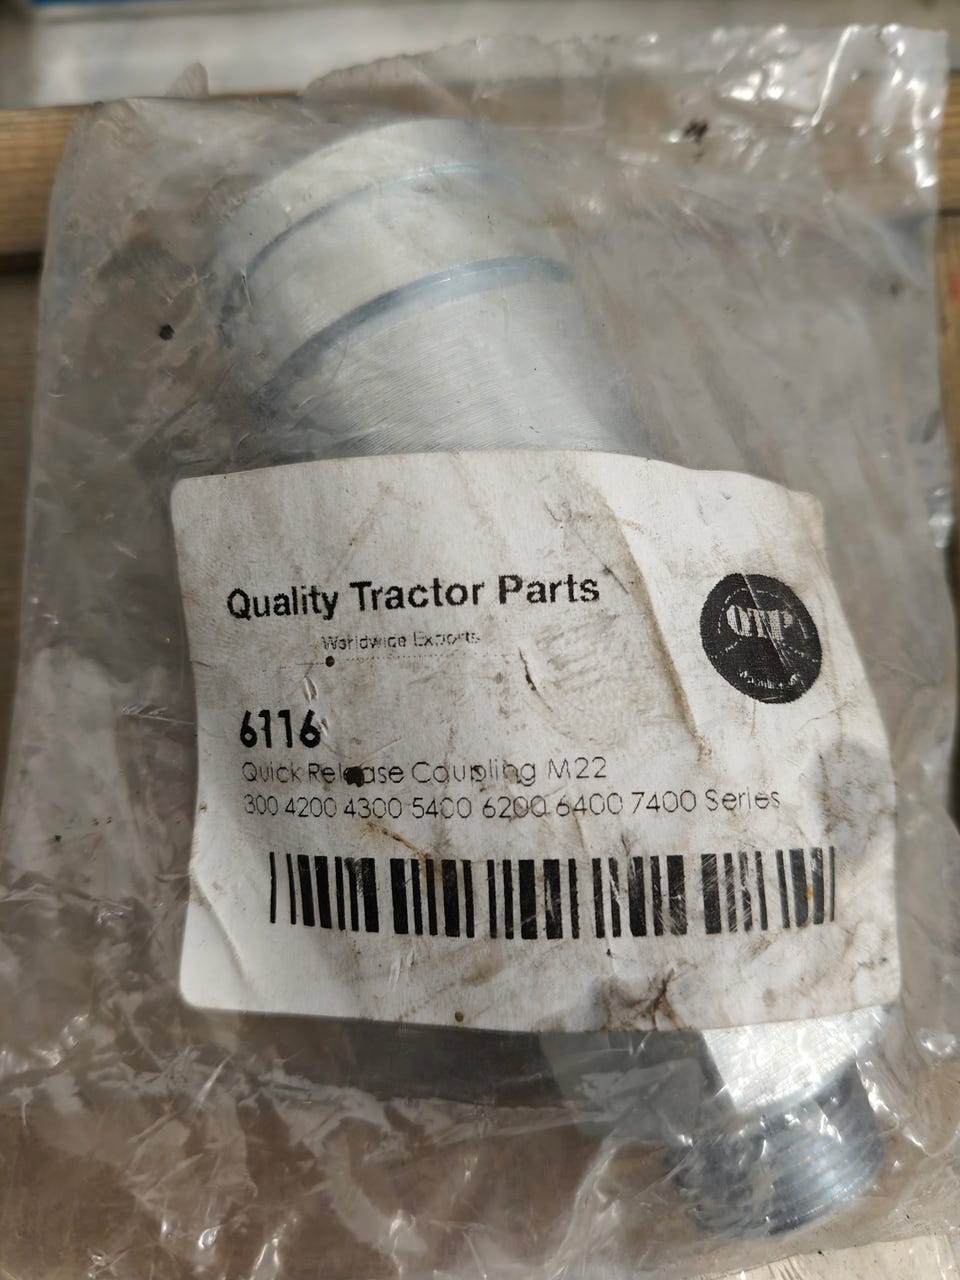 Quality Tractor Parts
Worldwide Exports
QTP
6116
Quick Release Coupling M22
300 4200 4300 5400 6200 6400 7400 Series